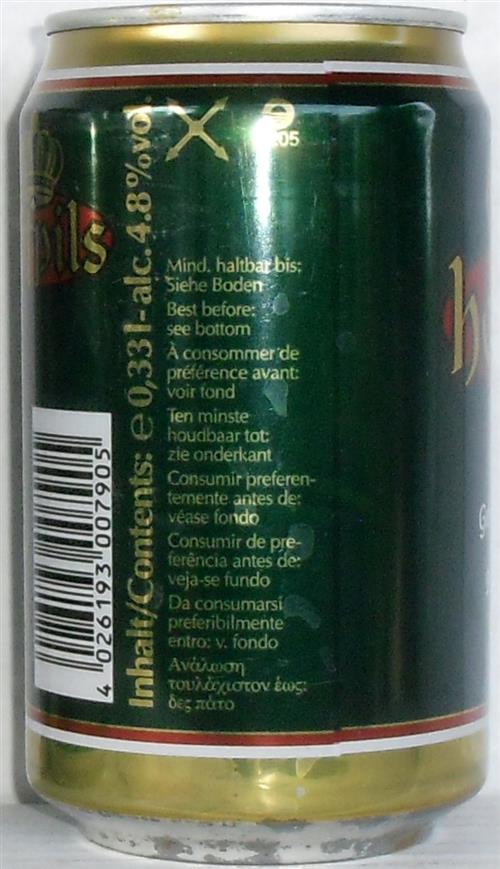 pils
05
Mind. haltbar bis:
Siehe Boden
Best before:
see bottom
À consommer de
préférence avant:
voir fond
Ten minste
houdbaar tot:
zie onderkant
Consumir preferen-
temente antes de:
véase fondo
Consumir de pre-
ferência antes de:
veja-se fundo
Da consumarsi
preferibilmente
entro: v. fondo
Ανάλωση
τουλάχιστον έως:
δες πάτο
Inhalt/Contents: e 0,33 l-alc. 4.8 % vol.
4 026193 007905